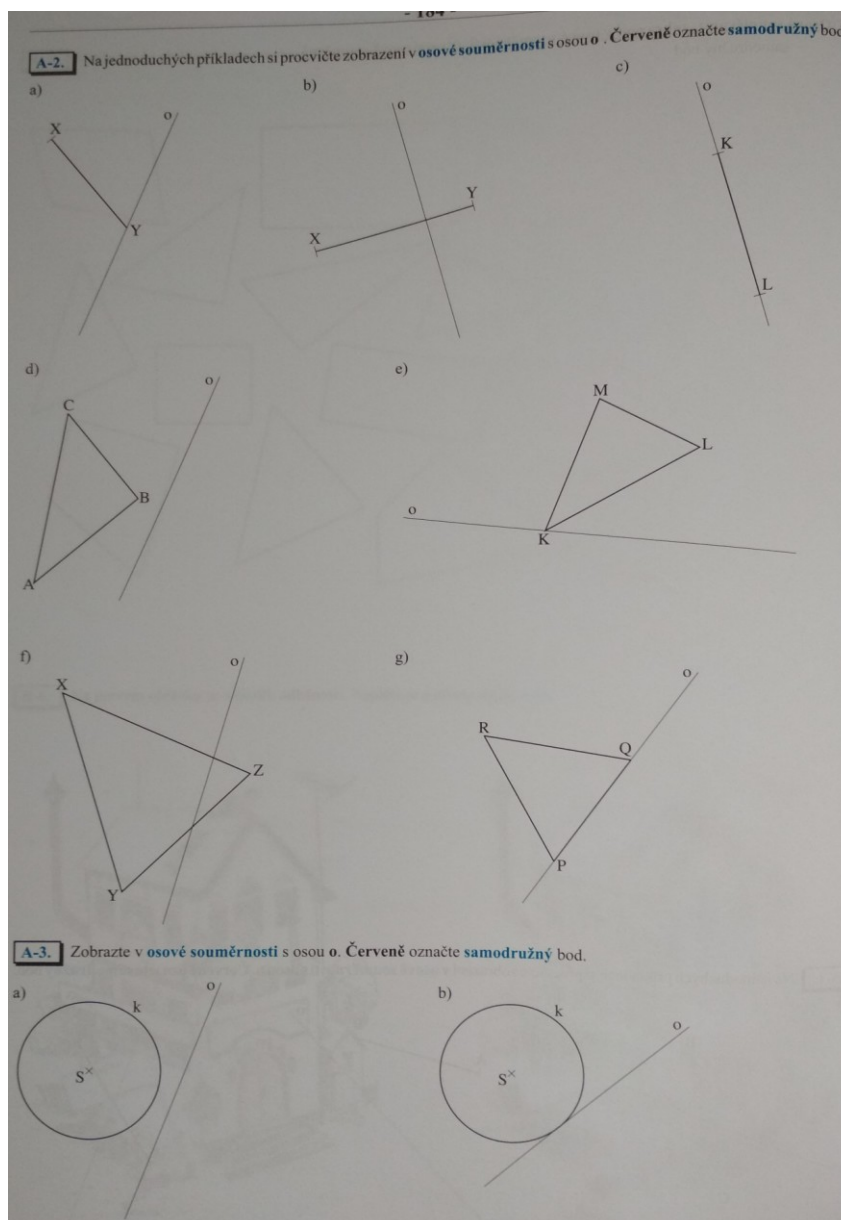 - 184 -
A-2. Na jednoduchých příkladech si procvičte zobrazení v osové souměrnosti s osou o . Červeně označte samodružný bod
a) b) c)
X o Y
o X Y
o K L
d) e)
C o B A
M L o K
f) g)
X o Z Y
o R Q P
A-3. Zobrazte v osové souměrnosti s osou o. Červeně označte samodružný bod.
a) b)
k o S
k o S